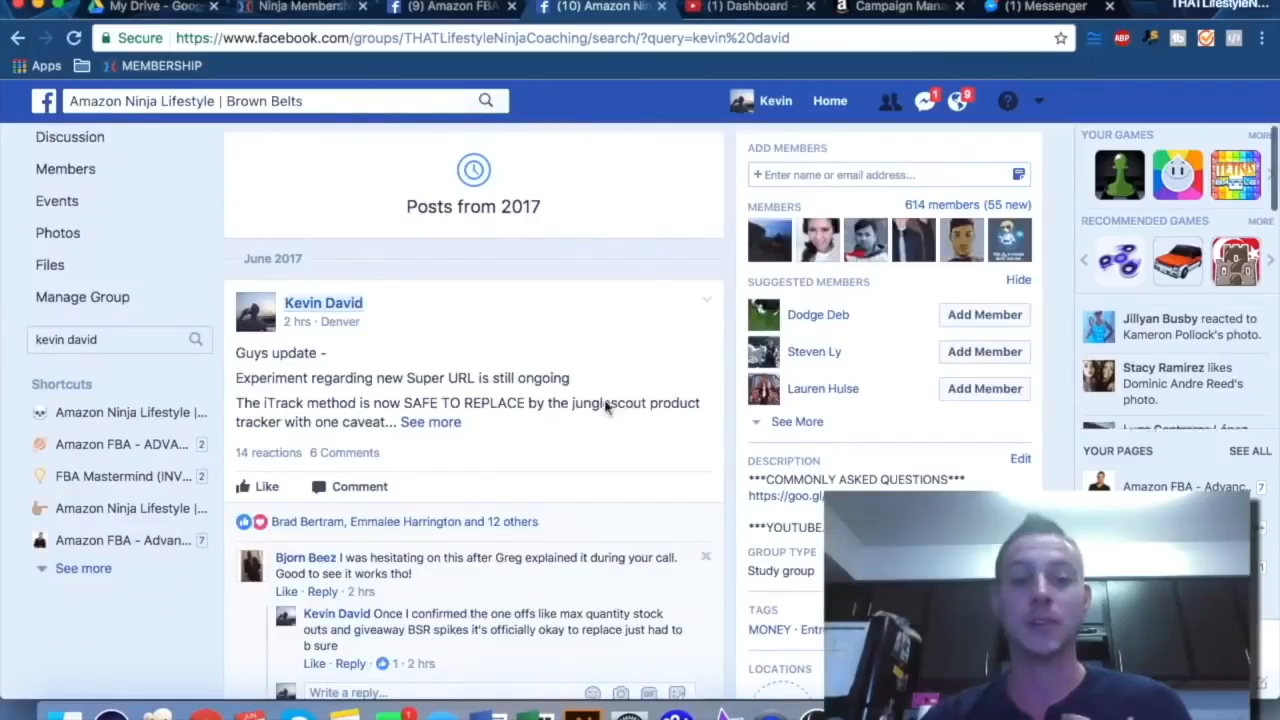 My Drive - Goog
Ninja Membersh
(9) Amazon FBA
(10) Amazon Nin
(1) Dashboard -
Campaign Man
(1) Messenger
THATLifestyleN...
Secure
https://www.facebook.com/groups/THATLifestyleNinjaCoaching/search/?query=kevin%20david
ABP
Apps
MEMBERSHIP
Amazon Ninja Lifestyle | Brown Belts
Kevin
Home
1
9
Discussion
Members
Events
Photos
Files
Manage Group
kevin david
Shortcuts
Amazon Ninja Lifestyle |...
Amazon FBA - ADVA... 2
FBA Mastermind (INV... 2
Amazon Ninja Lifestyle |...
Amazon FBA - Advan... 7
See more
Posts from 2017
June 2017
Kevin David
2 hrs · Denver
Guys update -
Experiment regarding new Super URL is still ongoing
The iTrack method is now SAFE TO REPLACE by the junglescout product
tracker with one caveat... See more
14 reactions 6 Comments
Like
Comment
Brad Bertram, Emmalee Harrington and 12 others
Bjorn Beez I was hesitating on this after Greg explained it during your call.
Good to see it works tho!
Like · Reply · 2 hrs
Kevin David Once I confirmed the one offs like max quantity stock
outs and giveaway BSR spikes it's officially okay to replace just had to
b sure
Like · Reply · 1 · 2 hrs
Write a reply...
ADD MEMBERS
+ Enter name or email address...
MEMBERS
614 members (55 new)
SUGGESTED MEMBERS
Hide
Dodge Deb
Add Member
Steven Ly
Add Member
Lauren Hulse
Add Member
See More
DESCRIPTION
Edit
***COMMONLY ASKED QUESTIONS***
https://goo.gl
***YOUTUBE
GROUP TYPE
Study group
TAGS
MONEY · Entr
LOCATIONS
YOUR GAMES
MORE
TETRIS
RECOMMENDED GAMES
MORE
Jillyan Busby reacted to
Kameron Pollock's photo.
Stacy Ramirez likes
Dominic Andre Reed's
photo.
YOUR PAGES
SEE ALL
Amazon FBA - Advanc... 7
JUN
1